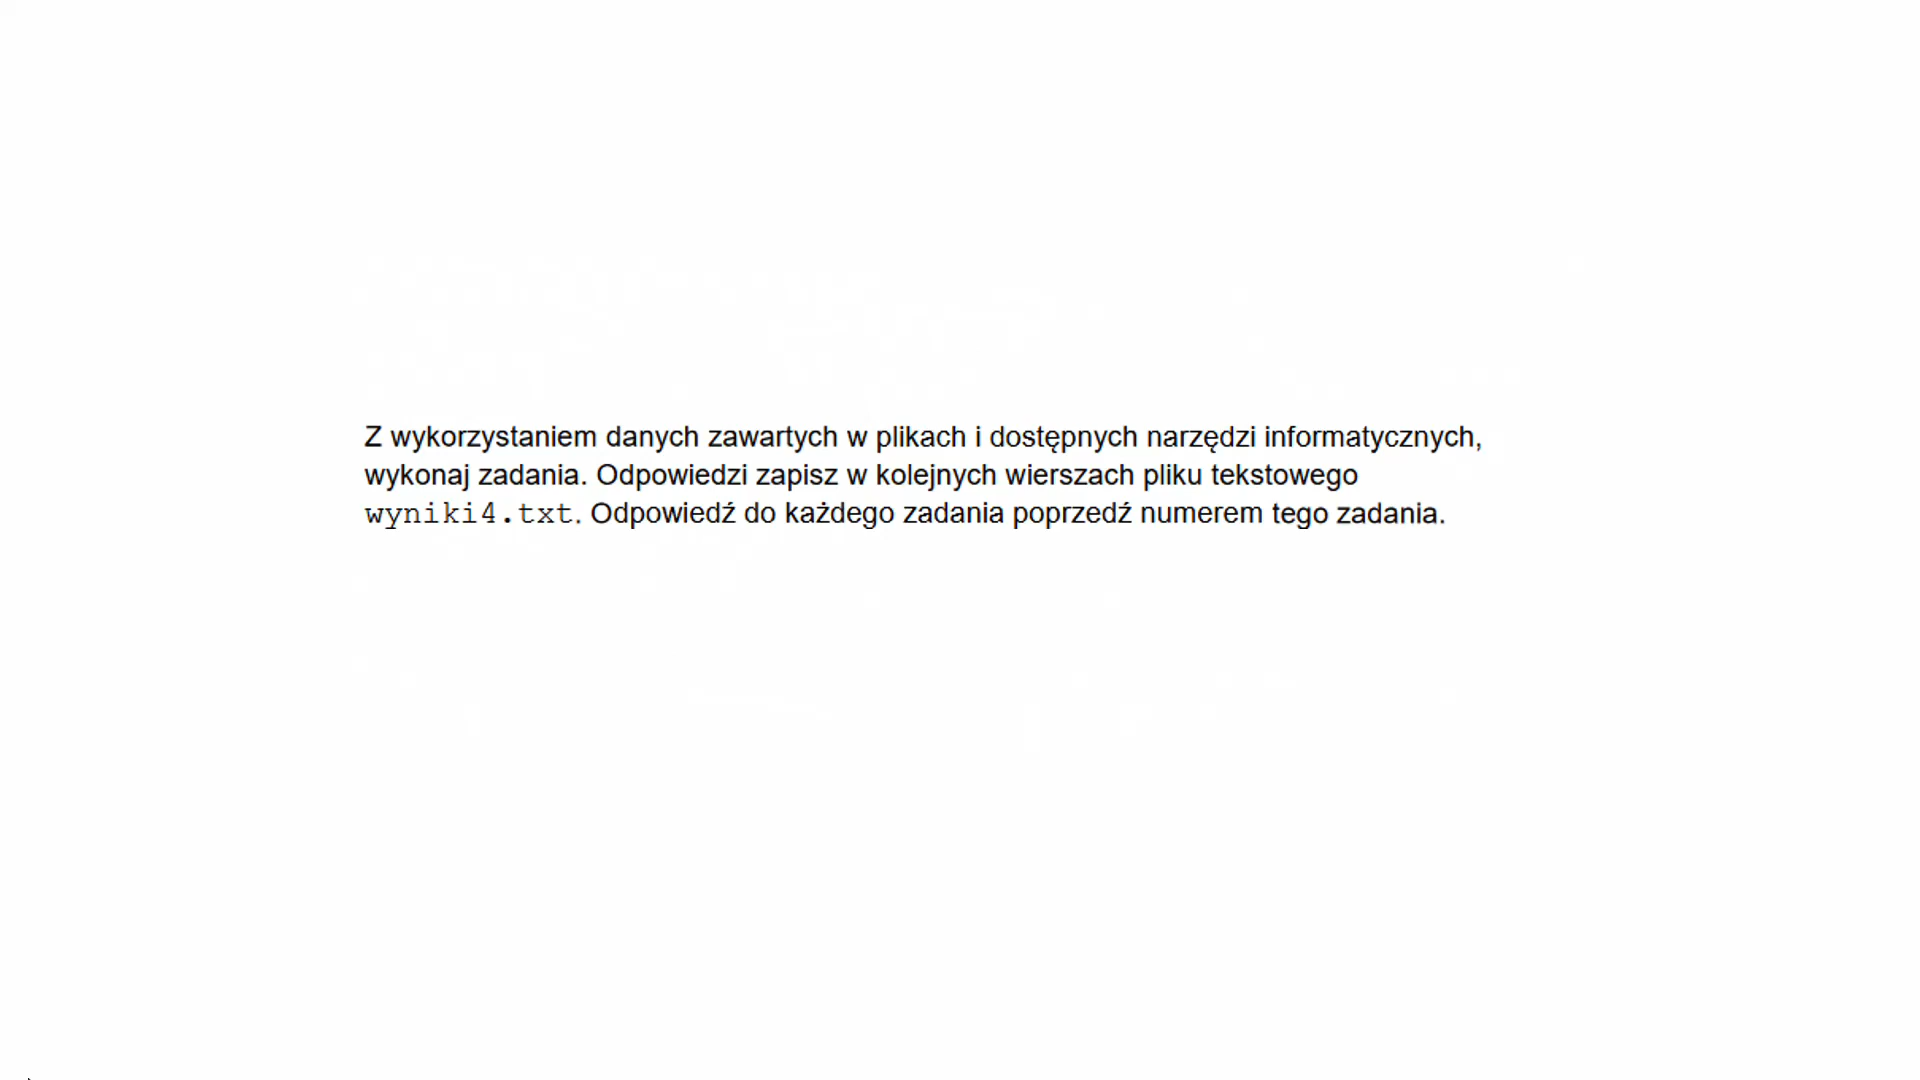 Z wykorzystaniem danych zawartych w plikach i dostępnych narzędzi informatycznych,
wykonaj zadania. Odpowiedzi zapisz w kolejnych wierszach pliku tekstowego
wyniki4.txt. Odpowiedź do każdego zadania poprzedź numerem tego zadania.